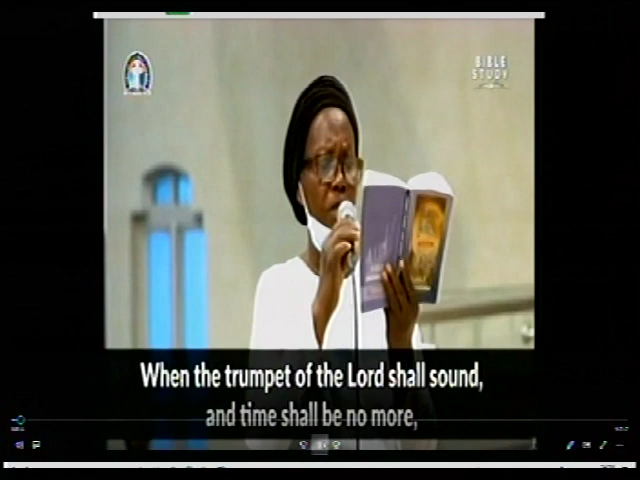 BIBLE
STUDY
When the trumpet of the Lord shall sound,
and time shall be no more,